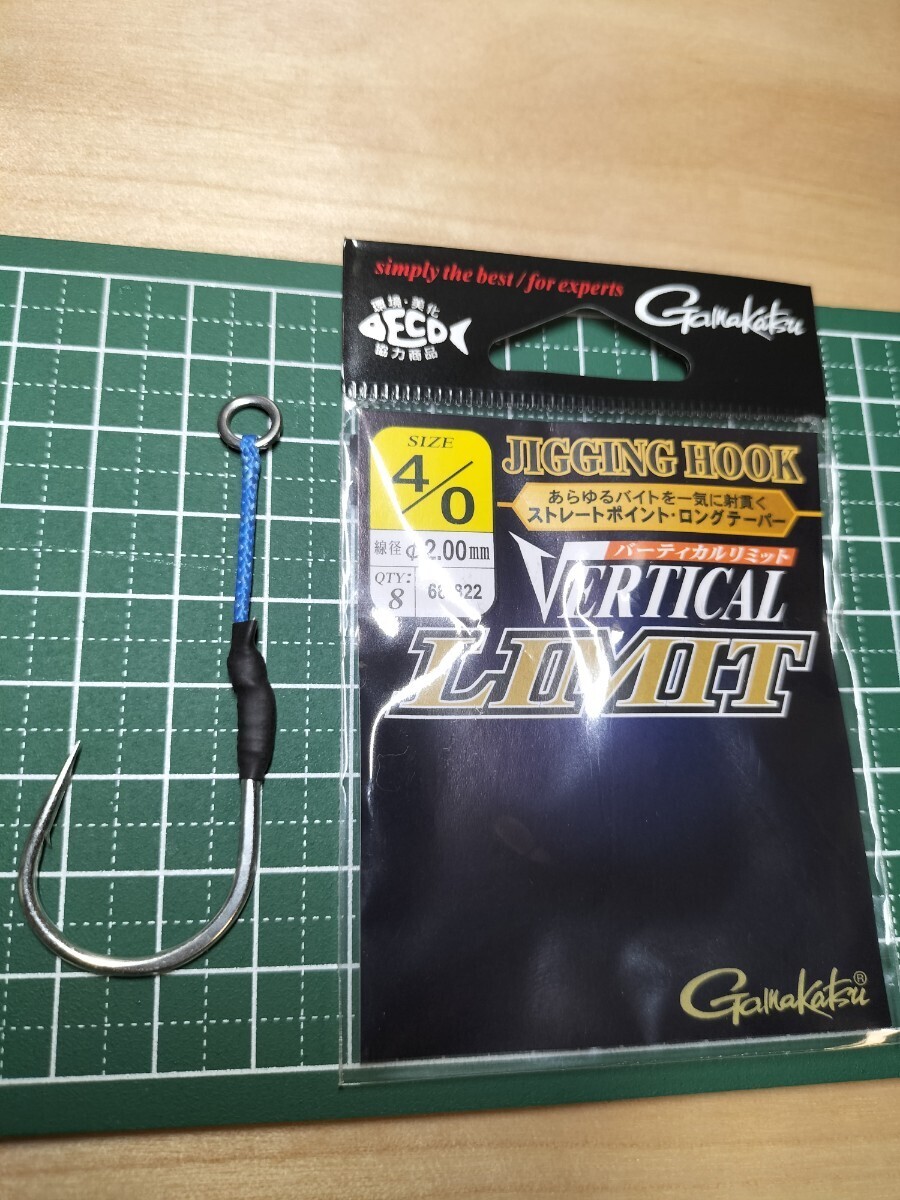 simply the best / for experts
Gamakatsu
環境・美化
ECO
協力商品
SIZE
4/0
線径 φ2.00mm
QTY:
8
JIGGING HOOK
あらゆるバイトを一気に射貫く
ストレートポイント・ロングテーパー
バーティカルリミット
VERTICAL
LIMIT
Gamakatsu®